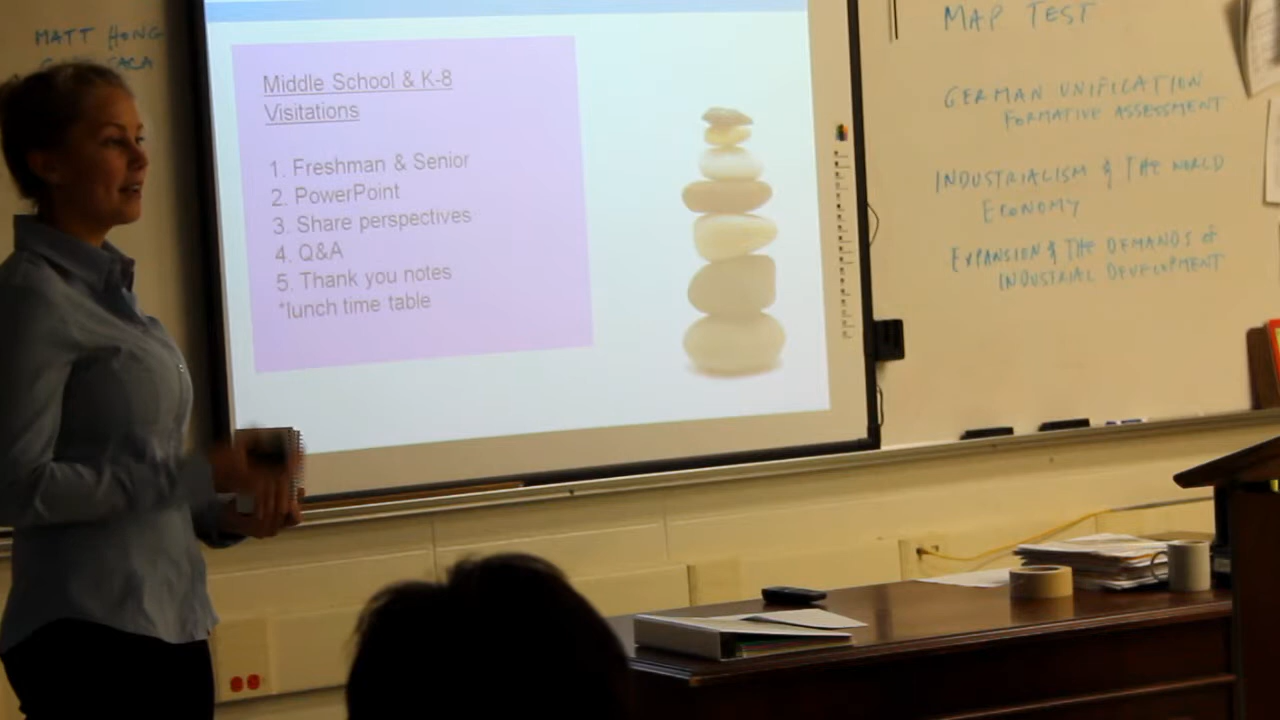 MATT HONG
Middle School & K-8
Visitations
1. Freshman & Senior
2. PowerPoint
3. Share perspectives
4. Q&A
5. Thank you notes
*lunch time table
MAP TEST
GERMAN UNIFICATION
FORMATIVE ASSESSMENT
INDUSTRIALISM & THE WORLD
ECONOMY
EXPANSION & THE DEMANDS of
INDUSTRIAL DEVELOPMENT